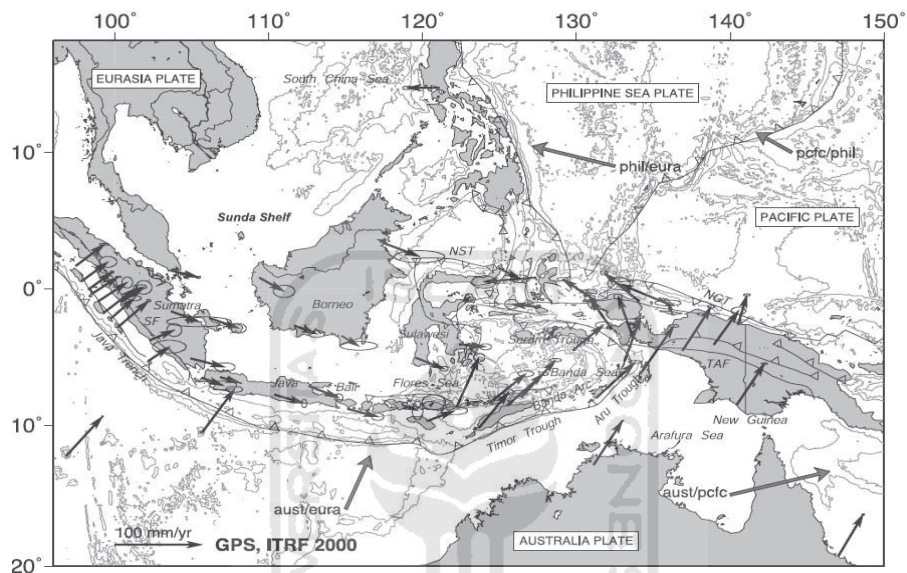 100° 110° 120° 130° 140° 150°
EURASIA PLATE
South China Sea
PHILIPPINE SEA PLATE
10°
phil/eura
pcfc/phil
Sunda Shelf
PACIFIC PLATE
NST
0°
NGT
Sumatra
Borneo
SF
Sulawesi
Seram Trough
TAF
Java Trench
Java
Bali
Flores Sea
Banda Sea
Banda Arc
Aru Trough
New Guinea
10°
Timor Trough
Arafura Sea
aust/eura
aust/pcfc
100 mm/yr
GPS, ITRF 2000
AUSTRALIA PLATE
20°